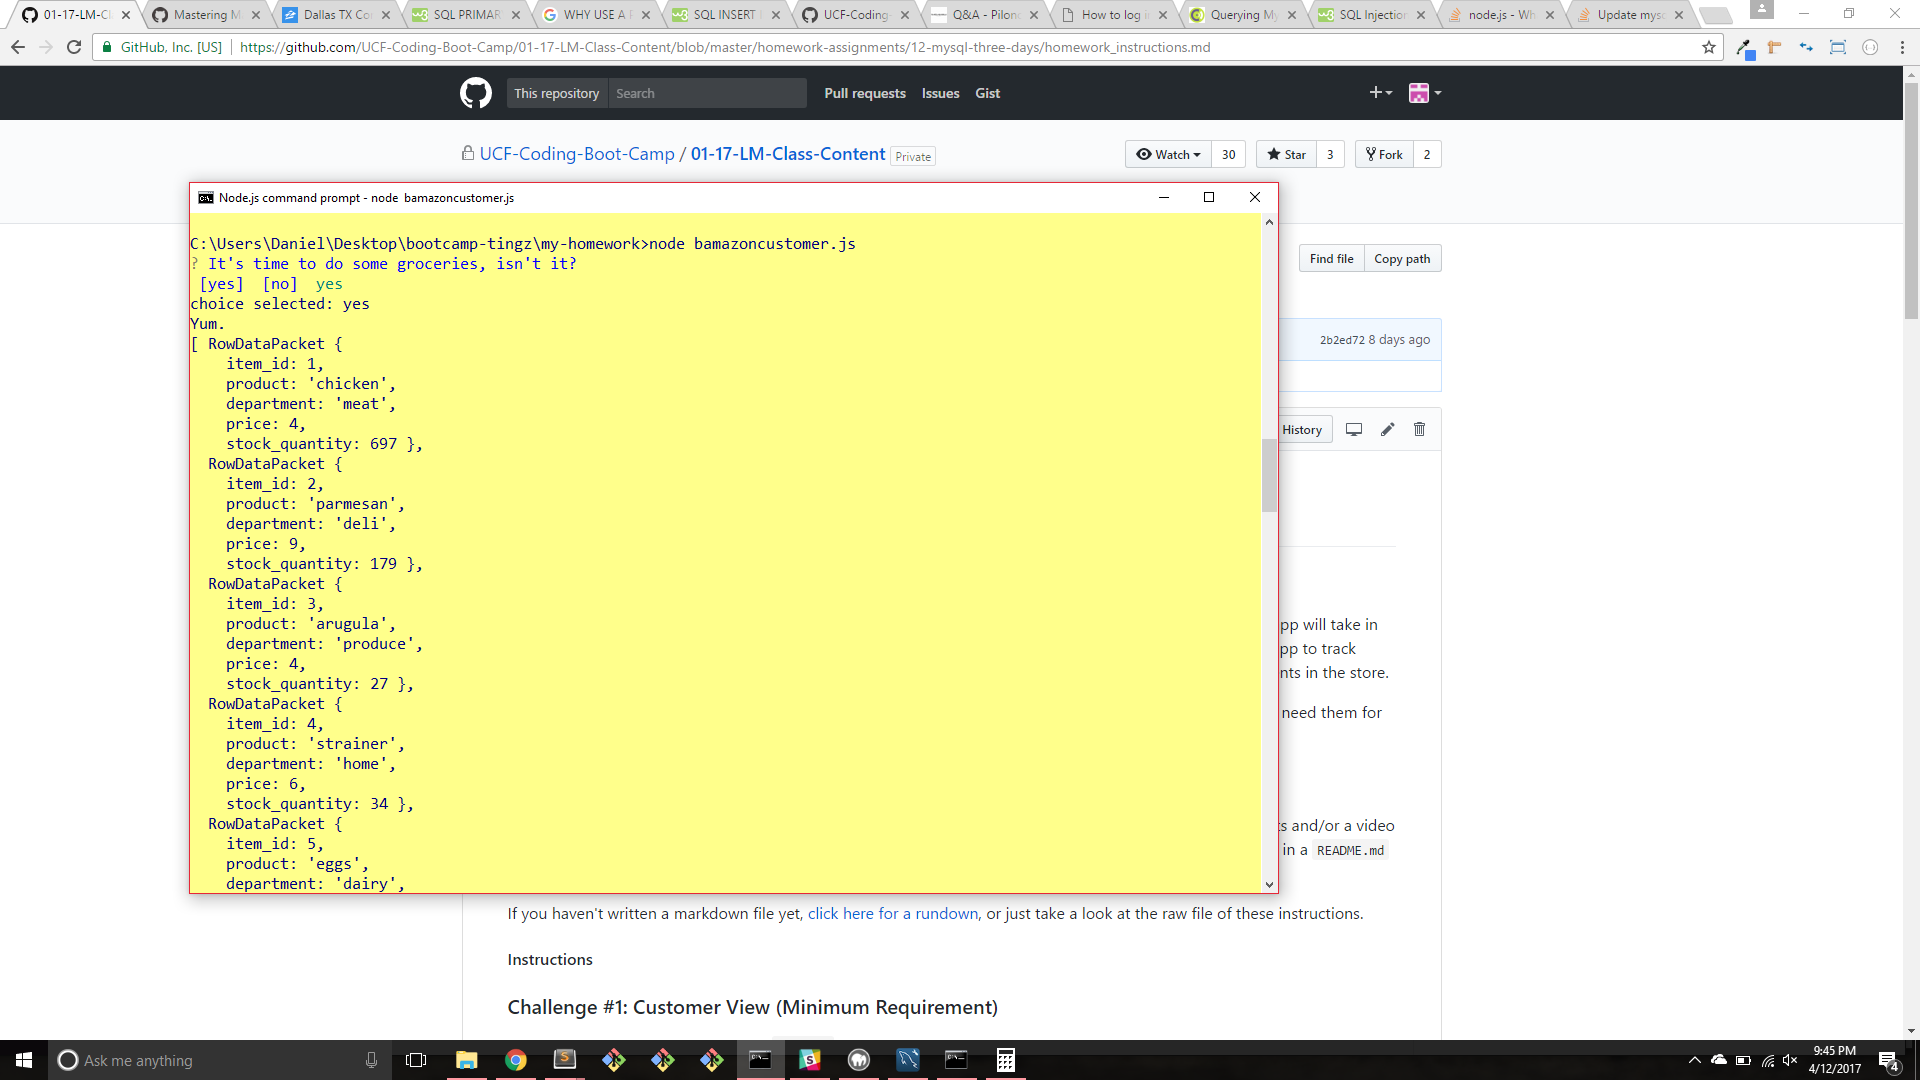 01-17-LM-Cl
Mastering M
Dallas TX Co
SQL PRIMAR
WHY USE A F
SQL INSERT
UCF-Coding-
Q&A - Pilon
How to log i
Querying My
SQL Injection
node.js - Wh
Update mysq
GitHub, Inc. [US] https://github.com/UCF-Coding-Boot-Camp/01-17-LM-Class-Content/blob/master/homework-assignments/12-mysql-three-days/homework_instructions.md
This repository Search Pull requests Issues Gist
UCF-Coding-Boot-Camp / 01-17-LM-Class-Content Private Watch 30 Star 3 Fork 2
Node.js command prompt - node bamazoncustomer.js
C:\Users\Daniel\Desktop\bootcamp-tingz\my-homework>node bamazoncustomer.js
? It's time to do some groceries, isn't it?
[yes] [no] yes
choice selected: yes
Yum.
[ RowDataPacket {
item_id: 1,
product: 'chicken',
department: 'meat',
price: 4,
stock_quantity: 697 },
RowDataPacket {
item_id: 2,
product: 'parmesan',
department: 'deli',
price: 9,
stock_quantity: 179 },
RowDataPacket {
item_id: 3,
product: 'arugula',
department: 'produce',
price: 4,
stock_quantity: 27 },
RowDataPacket {
item_id: 4,
product: 'strainer',
department: 'home',
price: 6,
stock_quantity: 34 },
RowDataPacket {
item_id: 5,
product: 'eggs',
department: 'dairy',
Find file Copy path
2b2ed72 8 days ago
History
pp will take in
pp to track
nts in the store.
need them for
s and/or a video
in a README.md
If you haven't written a markdown file yet, click here for a rundown, or just take a look at the raw file of these instructions.
Instructions
Challenge #1: Customer View (Minimum Requirement)
Ask me anything
9:45 PM
4/12/2017
4